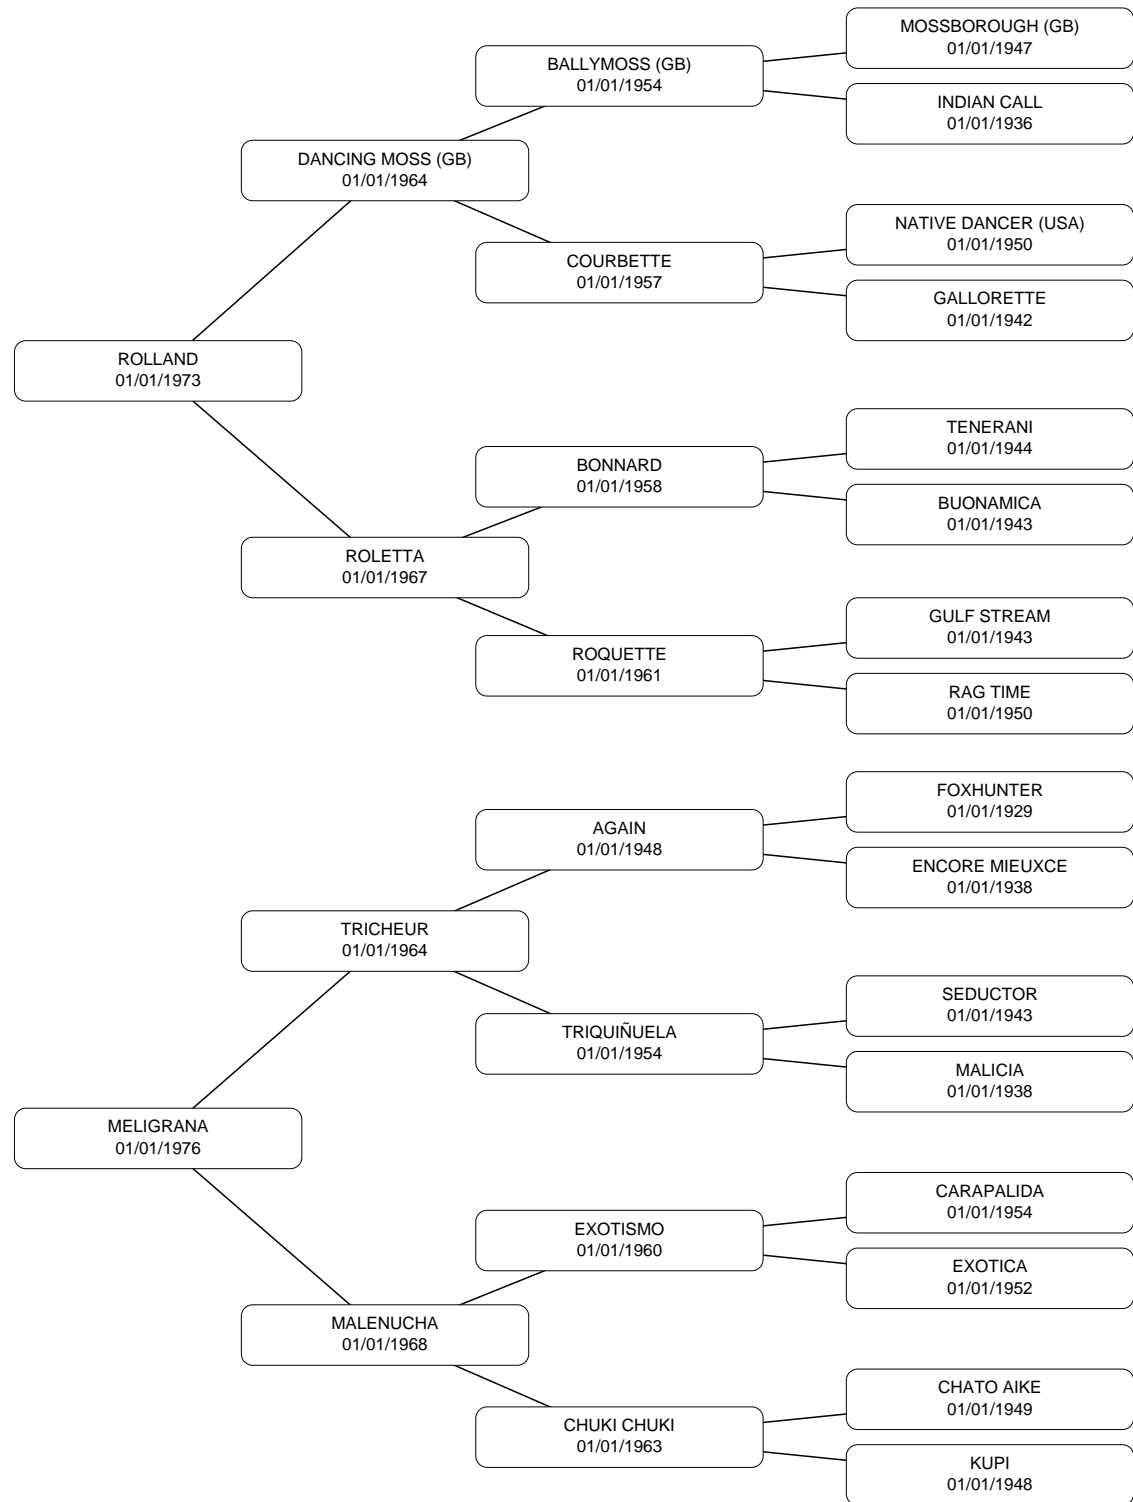 MOSSBOROUGH (GB)
01/01/1947
BALLYMOSS (GB)
01/01/1954
INDIAN CALL
01/01/1936
DANCING MOSS (GB)
01/01/1964
NATIVE DANCER (USA)
01/01/1950
COURBETTE
01/01/1957
GALLORETTE
01/01/1942
ROLLAND
01/01/1973
TENERANI
01/01/1944
BONNARD
01/01/1958
BUONAMICA
01/01/1943
ROLETTA
01/01/1967
GULF STREAM
01/01/1943
ROQUETTE
01/01/1961
RAG TIME
01/01/1950
FOXHUNTER
01/01/1929
AGAIN
01/01/1948
ENCORE MIEUXCE
01/01/1938
TRICHEUR
01/01/1964
SEDUCTOR
01/01/1943
TRIQUIÑUELA
01/01/1954
MALICIA
01/01/1938
MELIGRANA
01/01/1976
CARAPALIDA
01/01/1954
EXOTISMO
01/01/1960
EXOTICA
01/01/1952
MALENUCHA
01/01/1968
CHATO AIKE
01/01/1949
CHUKI CHUKI
01/01/1963
KUPI
01/01/1948